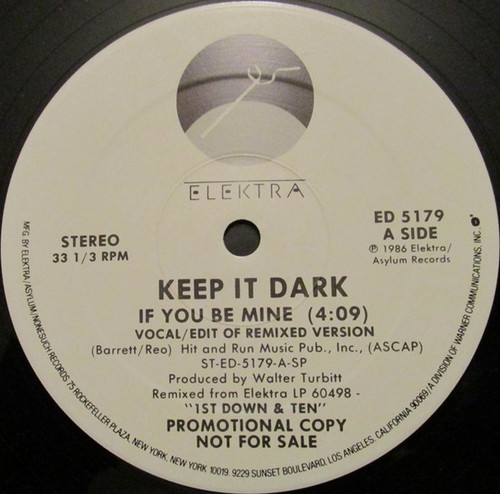 ELEKTRA
STEREO
33 1/3 RPM
ED 5179
A SIDE
℗ 1986 Elektra/
Asylum Records
KEEP IT DARK
IF YOU BE MINE (4:09)
VOCAL/EDIT OF REMIXED VERSION
(Barrett/Reo) Hit and Run Music Pub., Inc., (ASCAP)
ST-ED-5179-A-SP
Produced by Walter Turbitt
Remixed from Elektra LP 60498 -
"1ST DOWN & TEN"
PROMOTIONAL COPY
NOT FOR SALE
MFG. BY ELEKTRA/ASYLUM/NONESUCH RECORDS 75 ROCKEFELLER PLAZA, NEW YORK, NEW YORK 10019. 9229 SUNSET BOULEVARD, LOS ANGELES, CALIFORNIA 90069/A DIVISION OF WARNER COMMUNICATIONS, INC.